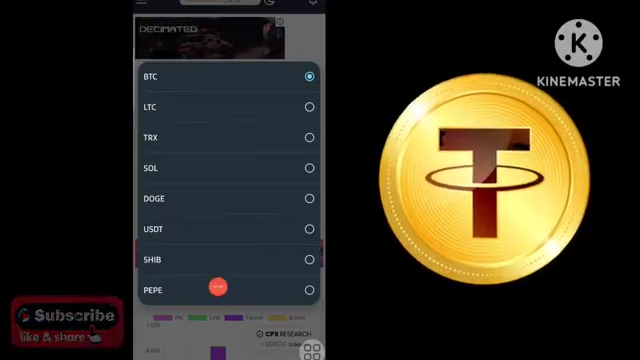 DECIMATED
BTC
LTC
TRX
SOL
DOGE
USDT
SHIB
PEPE
CPX RESEARCH
KINEMASTER
Subscribe
like & share